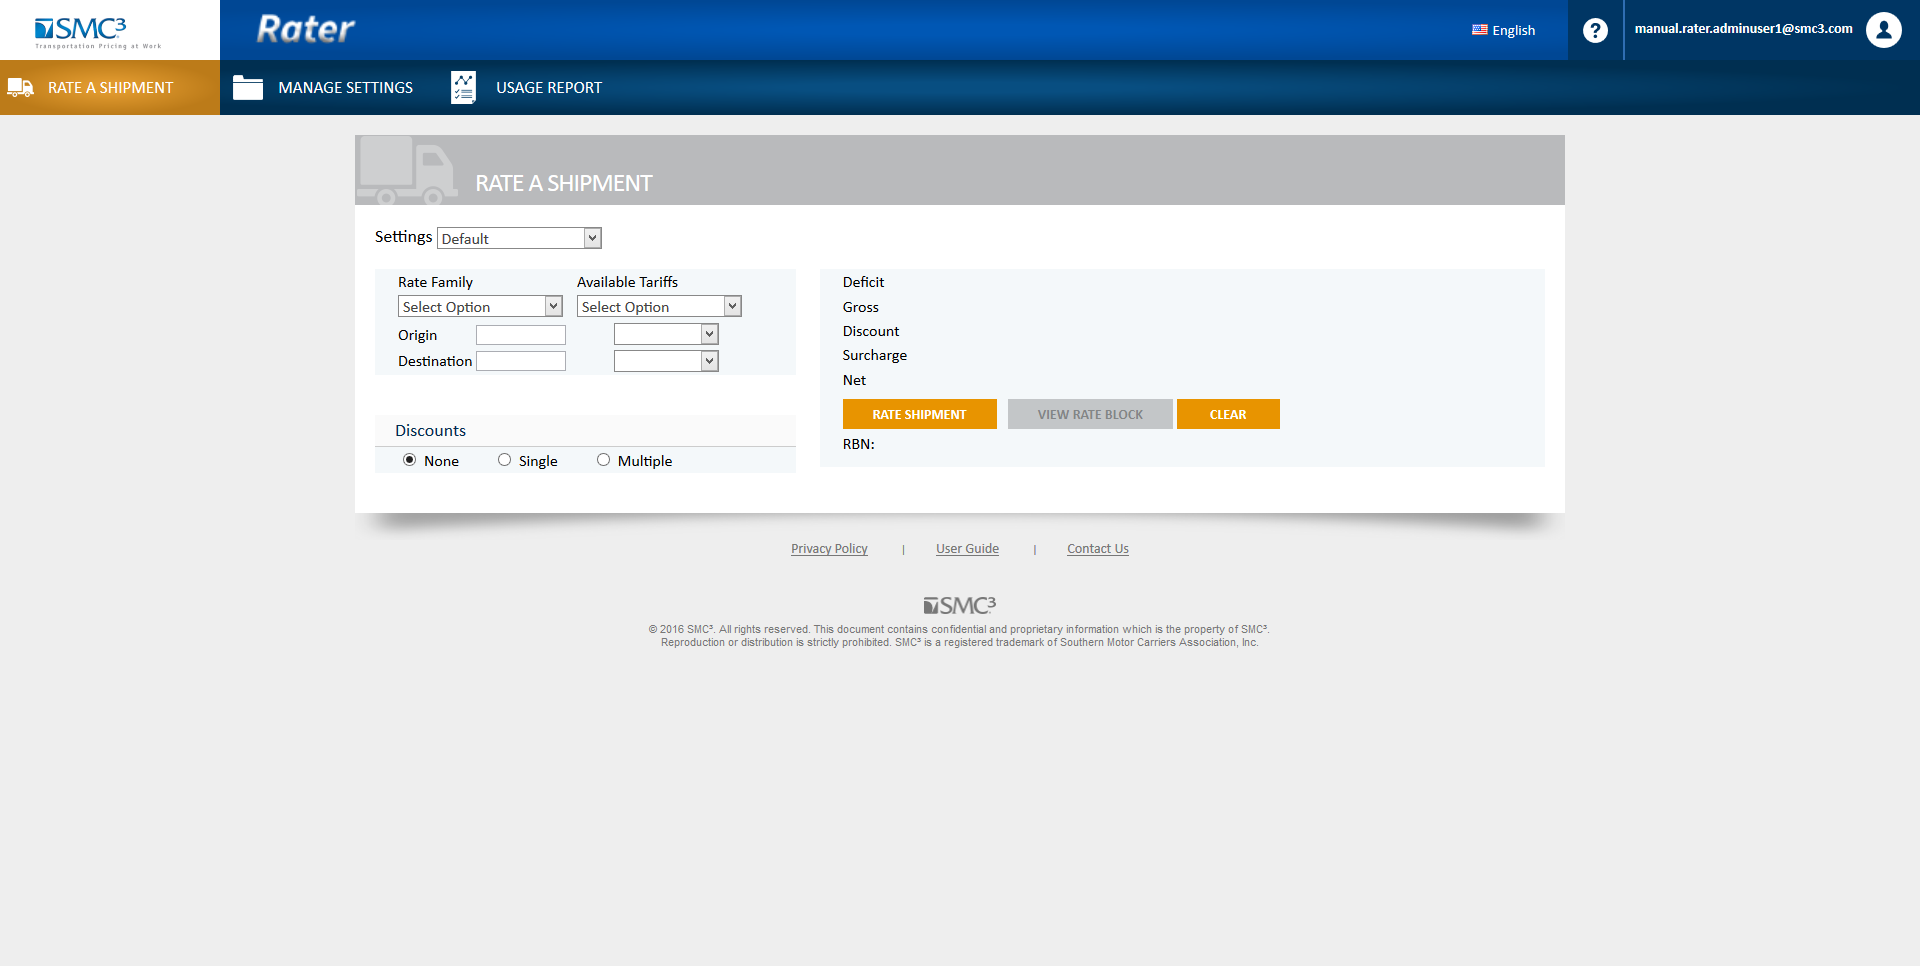 SMC³
Transportation Pricing at Work
Rater
English
?
manual.rater.adminuser1@smc3.com
RATE A SHIPMENT
MANAGE SETTINGS
USAGE REPORT
RATE A SHIPMENT
Settings Default
Rate Family Available Tariffs
Select Option Select Option
Origin
Destination
Discounts
None Single Multiple
Deficit
Gross
Discount
Surcharge
Net
RATE SHIPMENT VIEW RATE BLOCK CLEAR
RBN:
Privacy Policy | User Guide | Contact Us
SMC³
© 2016 SMC³. All rights reserved. This document contains confidential and proprietary information which is the property of SMC³.
Reproduction or distribution is strictly prohibited. SMC³ is a registered trademark of Southern Motor Carriers Association, Inc.